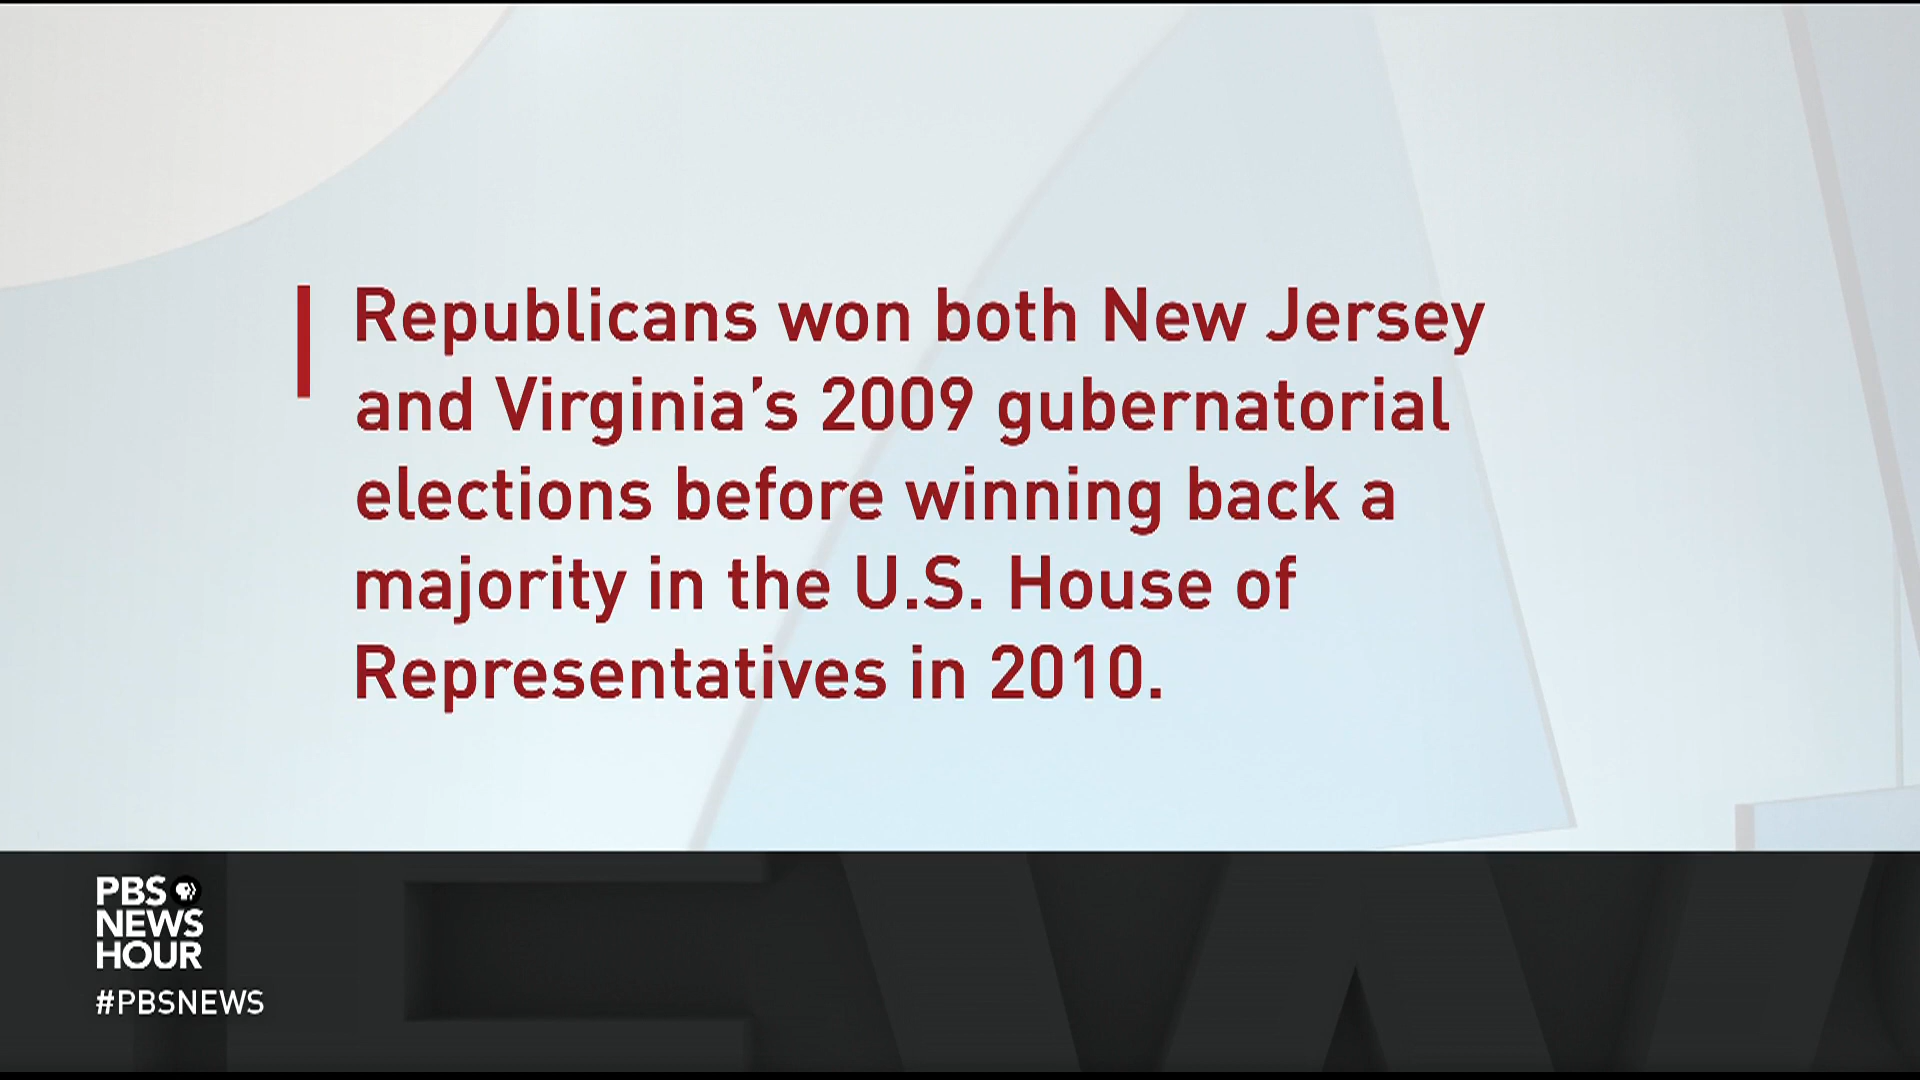 Republicans won both New Jersey
and Virginia’s 2009 gubernatorial
elections before winning back a
majority in the U.S. House of
Representatives in 2010.
PBS
NEWS
HOUR
#PBSNEWS